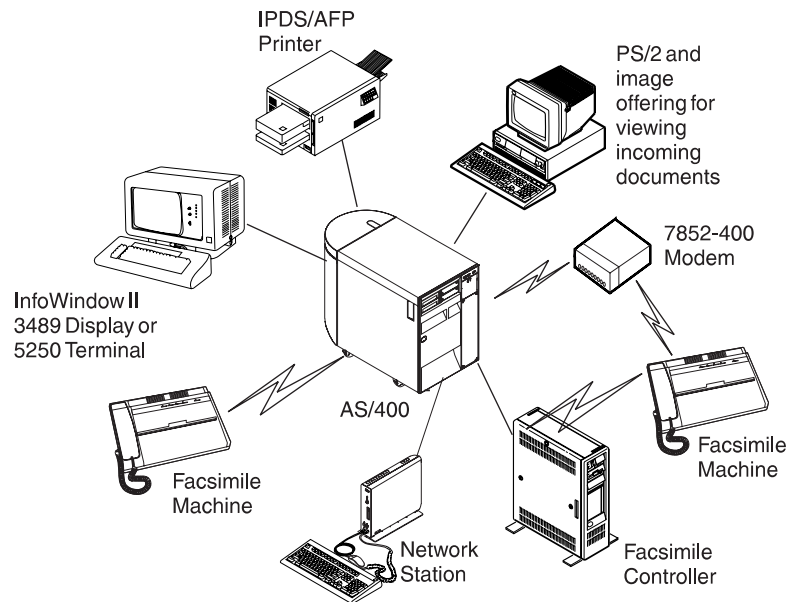 IPDS/AFP
Printer
PS/2 and
image
offering for
viewing
incoming
documents
7852-400
Modem
InfoWindow II
3489 Display or
5250 Terminal
AS/400
Facsimile
Machine
Facsimile
Machine
Network
Station
Facsimile
Controller